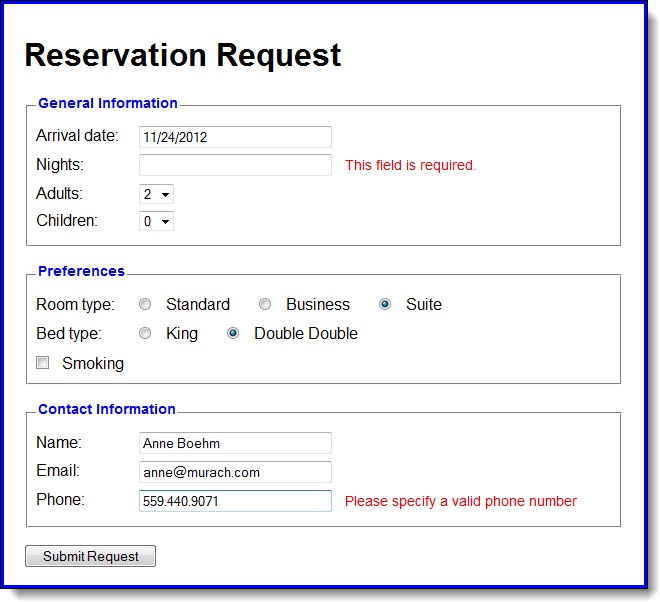 Reservation Request
General Information
Arrival date: 11/24/2012
Nights: This field is required.
Adults: 2
Children: 0
Preferences
Room type: Standard Business Suite
Bed type: King Double Double
Smoking
Contact Information
Name: Anne Boehm
Email: anne@murach.com
Phone: 559.440.9071 Please specify a valid phone number
Submit Request